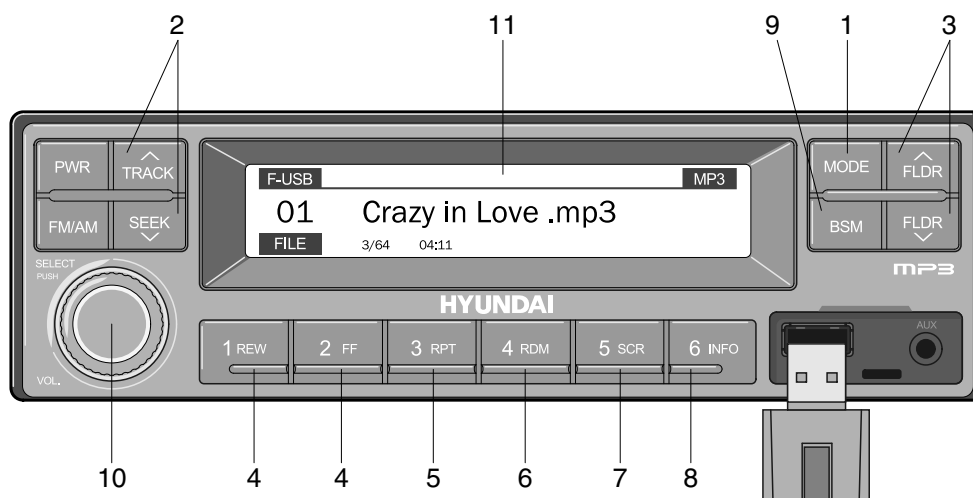 2 11 9 1 3
PWR TRACK
FM/AM SEEK
SELECT
PUSH
VOL.
F-USB MP3
01 Crazy in Love .mp3
FILE 3/64 04:11
MODE FLDR
BSM FLDR
MP3
HYUNDAI
1 REW 2 FF 3 RPT 4 RDM 5 SCR 6 INFO
AUX
10 4 4 5 6 7 8